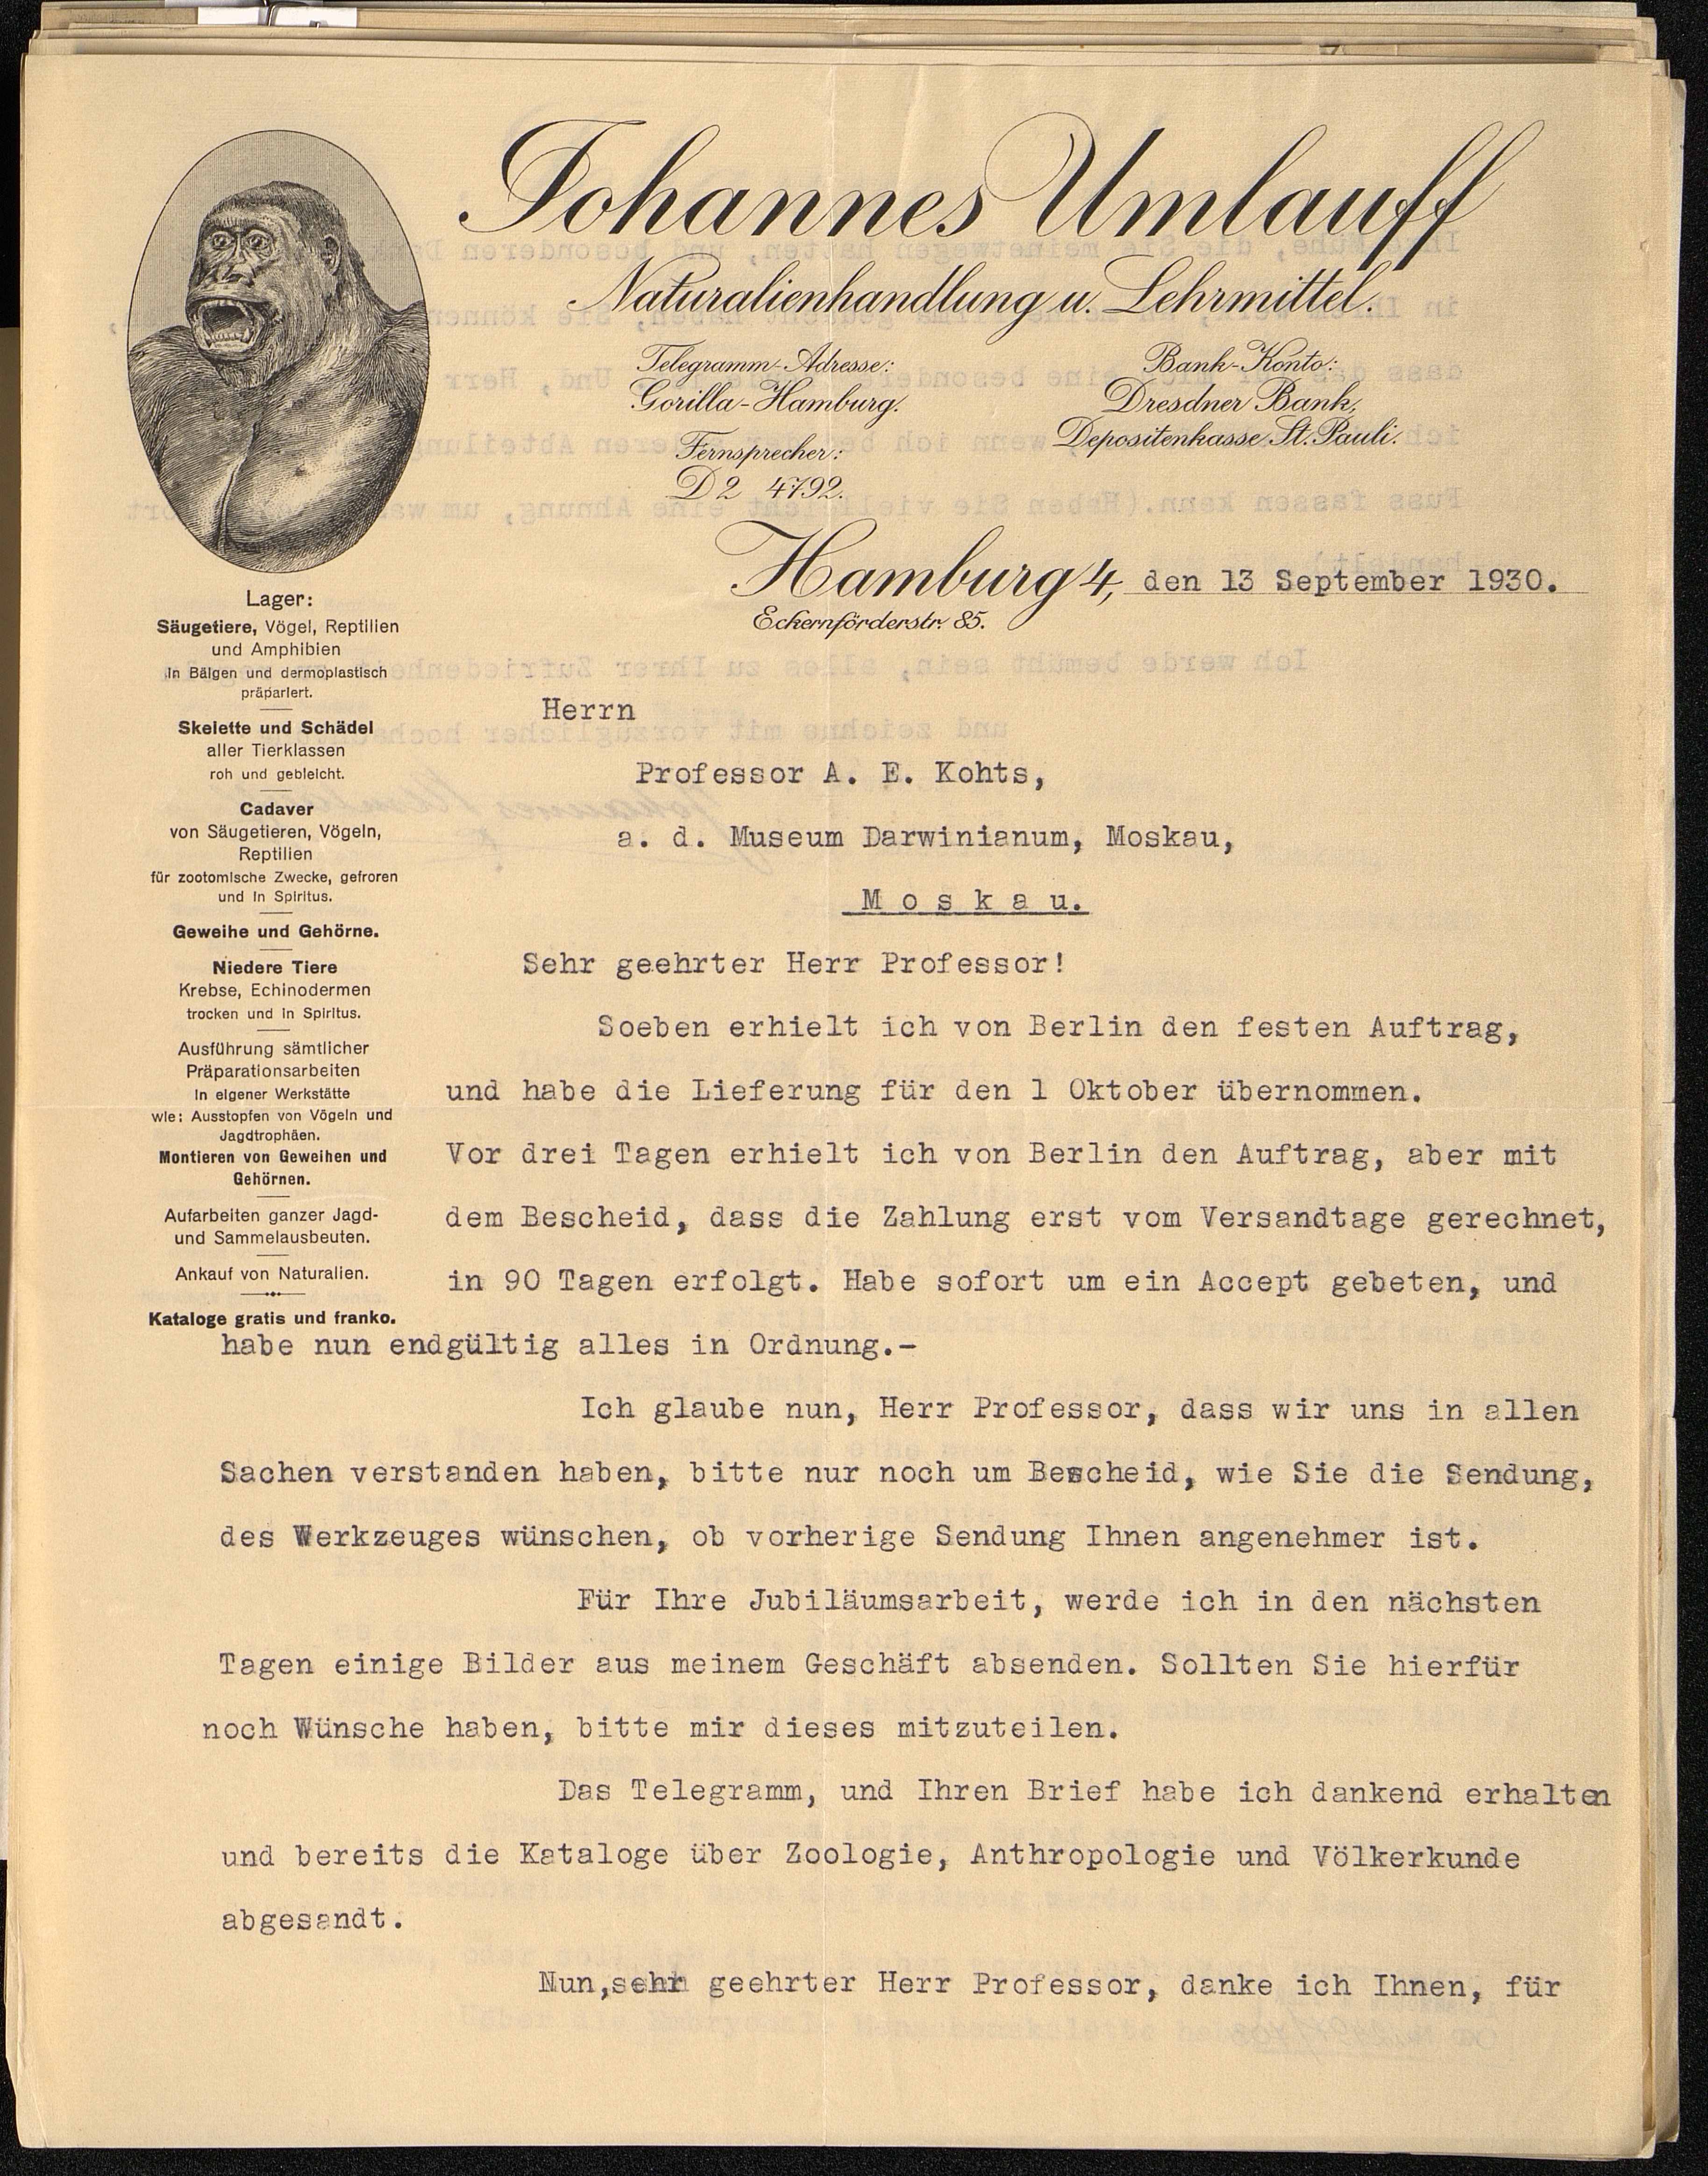 Johannes Umlauff
Naturalienhandlung u. Lehrmittel.
Telegramm-Adresse:
Gorilla-Hamburg.
Fernsprecher:
D2 4792.
Bank-Konto:
Dresdner Bank,
Depositenkasse St. Pauli.
Hamburg 4, den 13 September 1930.
Eckernförderstr. 85.
Lager:
Säugetiere, Vögel, Reptilien
und Amphibien
in Bälgen und dermoplastisch
präpariert.
Skelette und Schädel
aller Tierklassen
roh und gebleicht.
Cadaver
von Säugetieren, Vögeln,
Reptilien
für zootomische Zwecke, gefroren
und in Spiritus.
Geweihe und Gehörne.
Niedere Tiere
Krebse, Echinodermen
trocken und in Spiritus.
Ausführung sämtlicher
Präparationsarbeiten
in eigener Werkstätte
wie: Ausstopfen von Vögeln und
Jagdtrophäen.
Montieren von Geweihen und
Gehörnen.
Aufarbeiten ganzer Jagd-
und Sammelausbeuten.
Ankauf von Naturalien.
Kataloge gratis und franko.
Herrn
Professor A. E. Kohts,
a. d. Museum Darwinianum, Moskau,
M o s k a u.
Sehr geehrter Herr Professor!
Soeben erhielt ich von Berlin den festen Auftrag,
und habe die Lieferung für den 1 Oktober übernommen.
Vor drei Tagen erhielt ich von Berlin den Auftrag, aber mit
dem Bescheid, dass die Zahlung erst vom Versandtage gerechnet,
in 90 Tagen erfolgt. Habe sofort um ein Accept gebeten, und
habe nun endgültig alles in Ordnung.-
Ich glaube nun, Herr Professor, dass wir uns in allen
Sachen verstanden haben, bitte nur noch um Bescheid, wie Sie die Sendung,
des Werkzeuges wünschen, ob vorherige Sendung Ihnen angenehmer ist.
Für Ihre Jubiläumsarbeit, werde ich in den nächsten
Tagen einige Bilder aus meinem Geschäft absenden. Sollten Sie hierfür
noch Wünsche haben, bitte mir dieses mitzuteilen.
Das Telegramm, und Ihren Brief habe ich dankend erhalten
und bereits die Kataloge über Zoologie, Anthropologie und Völkerkunde
abgesandt.
Nun,sehr geehrter Herr Professor, danke ich Ihnen, für